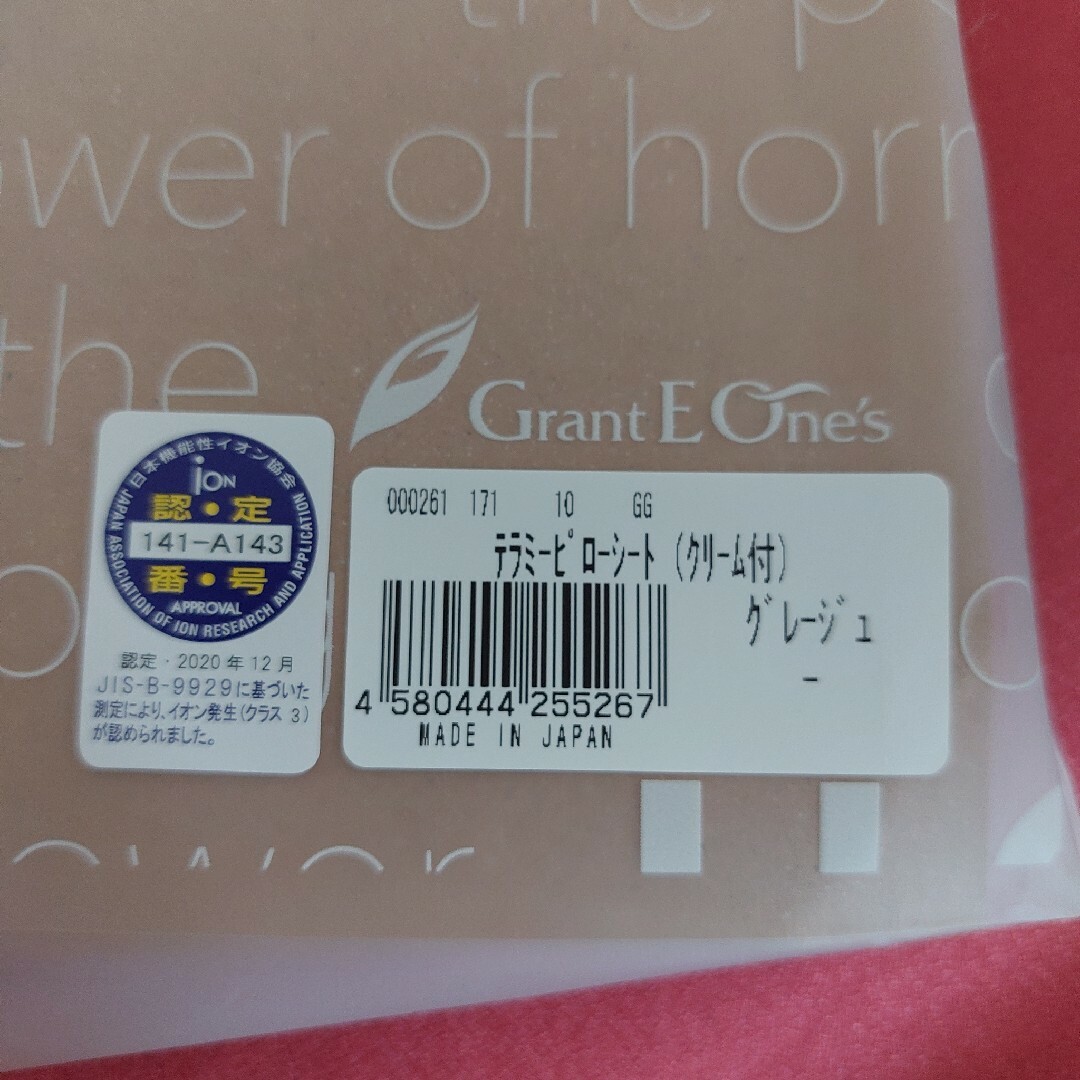 the p
wer of horn
the
Grant E One's
日本機能性イオン協会
ion
認・定
141-A143
番・号
APPROVAL
JAPAN ASSOCIATION OF ION RESEARCH AND APPLICATION
認定・2020年12月
JIS-B-9929に基づいた
測定により、イオン発生(クラス 3)
が認められました。
000261 171 10 GG
テラミーピローシート(クリーム付)
グレージュ
-
4 580444 255267
MADE IN JAPAN
ower